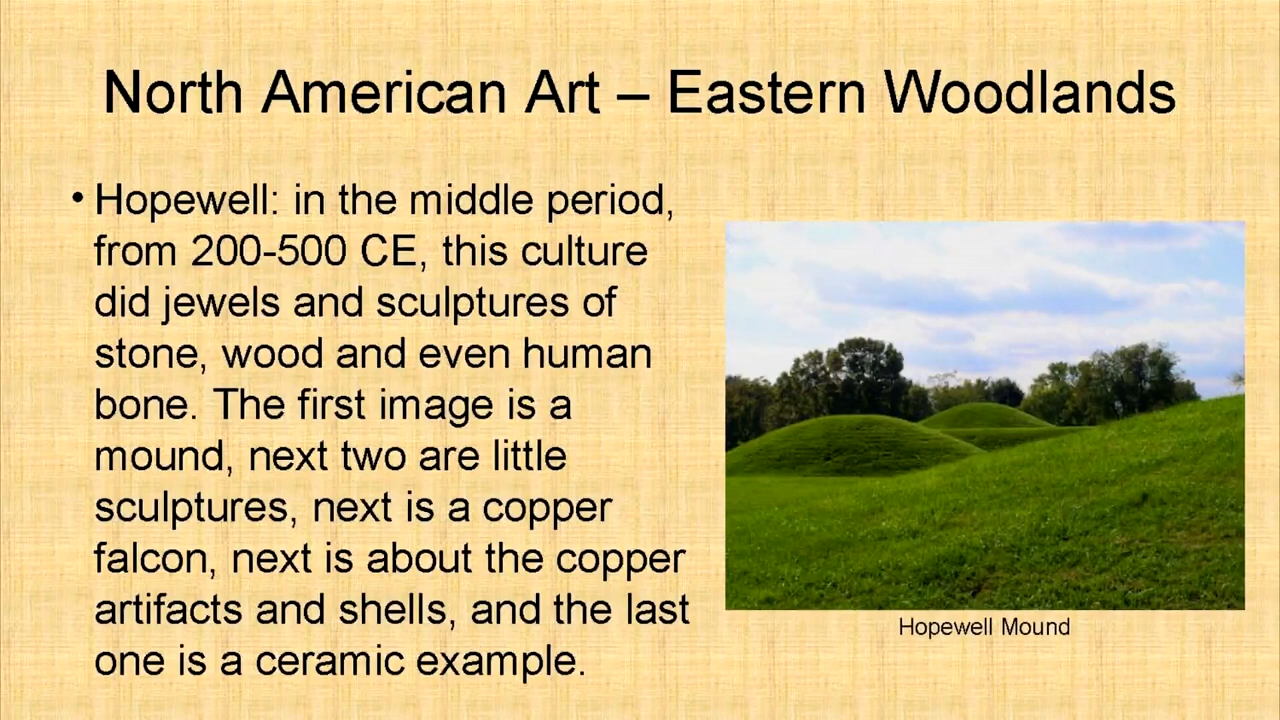 North American Art – Eastern Woodlands
• Hopewell: in the middle period,
from 200-500 CE, this culture
did jewels and sculptures of
stone, wood and even human
bone. The first image is a
mound, next two are little
sculptures, next is a copper
falcon, next is about the copper
artifacts and shells, and the last
one is a ceramic example.
Hopewell Mound